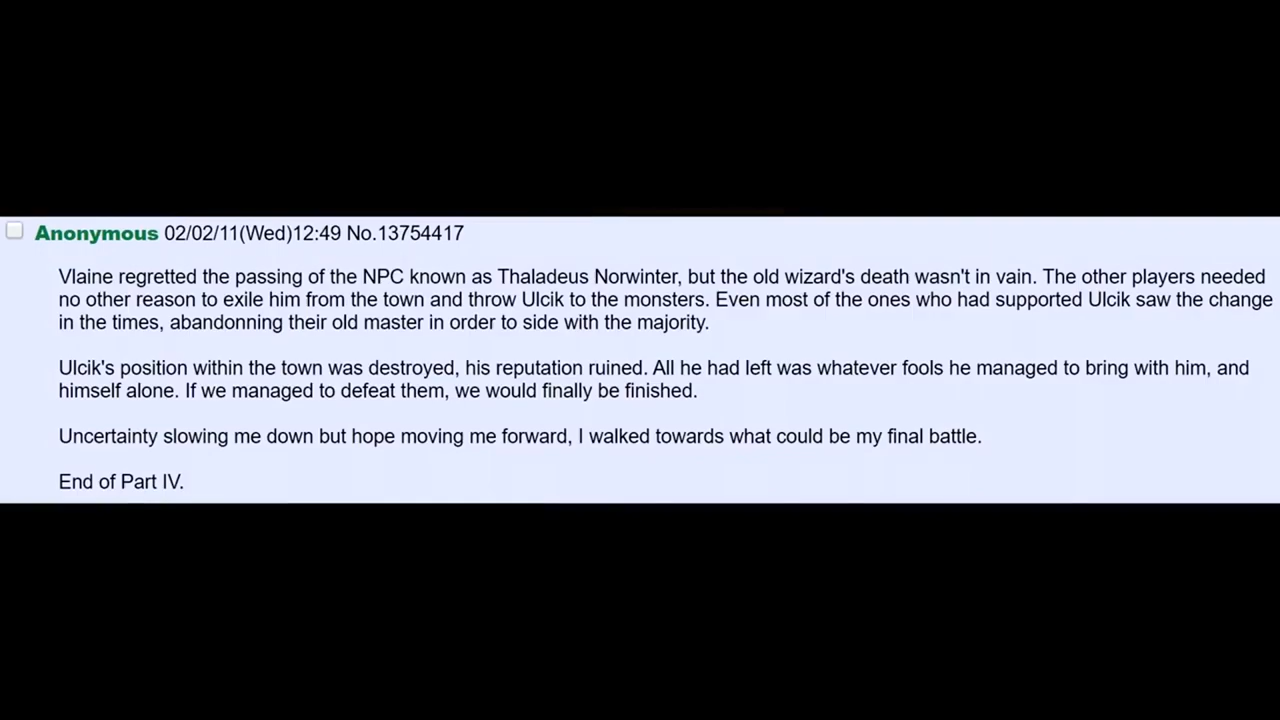 Anonymous 02/02/11(Wed)12:49 No.13754417
Vlaine regretted the passing of the NPC known as Thaladeus Norwinter, but the old wizard's death wasn't in vain. The other players needed
no other reason to exile him from the town and throw Ulcik to the monsters. Even most of the ones who had supported Ulcik saw the change
in the times, abandonning their old master in order to side with the majority.
Ulcik's position within the town was destroyed, his reputation ruined. All he had left was whatever fools he managed to bring with him, and
himself alone. If we managed to defeat them, we would finally be finished.
Uncertainty slowing me down but hope moving me forward, I walked towards what could be my final battle.
End of Part IV.